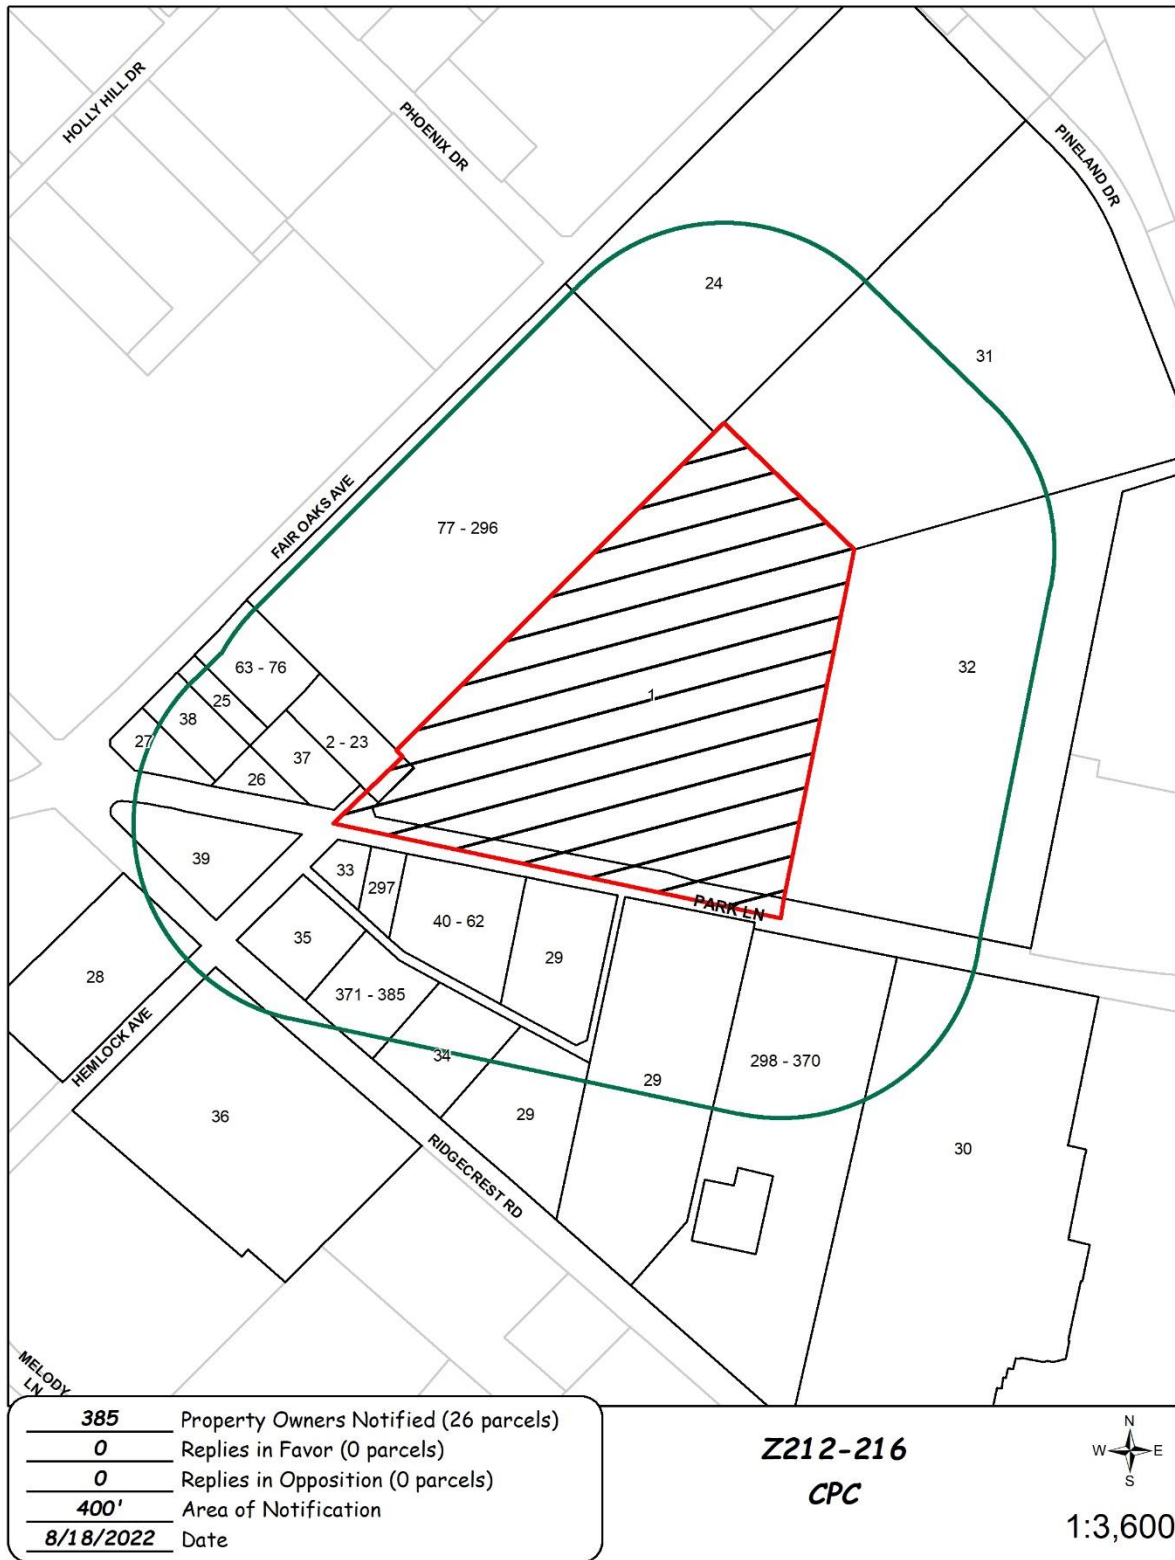 HOLLY HILL DR
PHOENIX DR
PINELAND DR
24
31
FAIR OAKS AVE
77 - 296
63 - 76
25
38
27
2 - 23
37
26
1
32
39
33
297
40 - 62
PARK LN
29
35
28
371 - 385
34
29
298 - 370
HEMLOCK AVE
36
29
30
RIDGECREST RD
MELODY
LN
385 Property Owners Notified (26 parcels)
0 Replies in Favor (0 parcels)
0 Replies in Opposition (0 parcels)
400' Area of Notification
8/18/2022 Date
Z212-216
CPC
N
W E
S
1:3,600